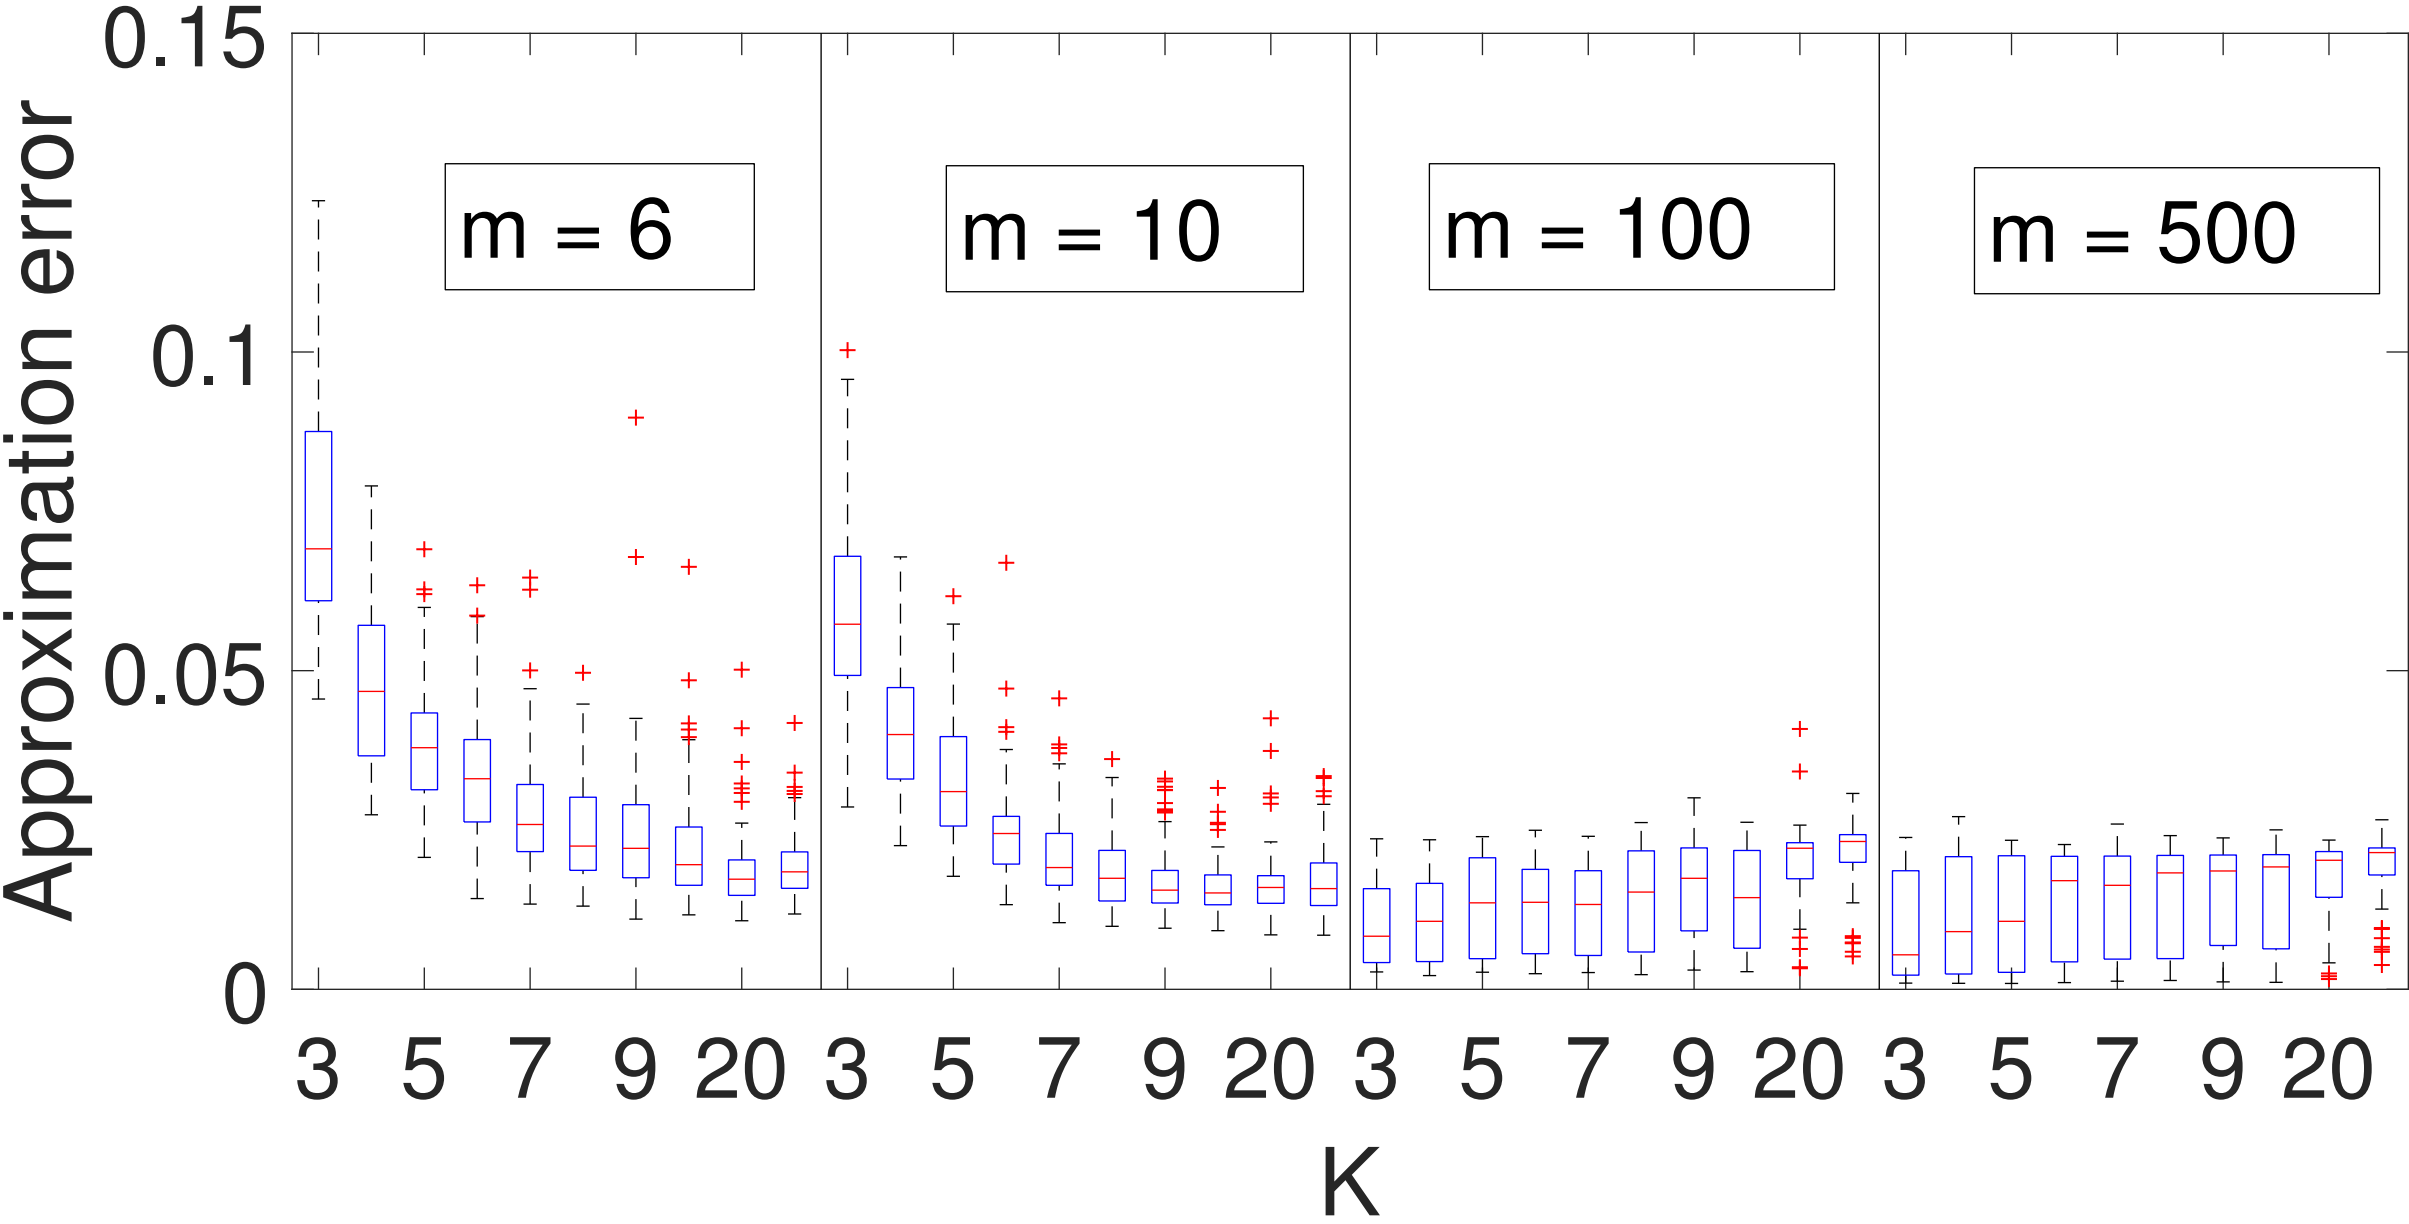 Approximation error
0.15
0.1
0.05
0
m = 6
m = 10
m = 100
m = 500
3 5 7 9 20 3 5 7 9 20 3 5 7 9 20 3 5 7 9 20
K